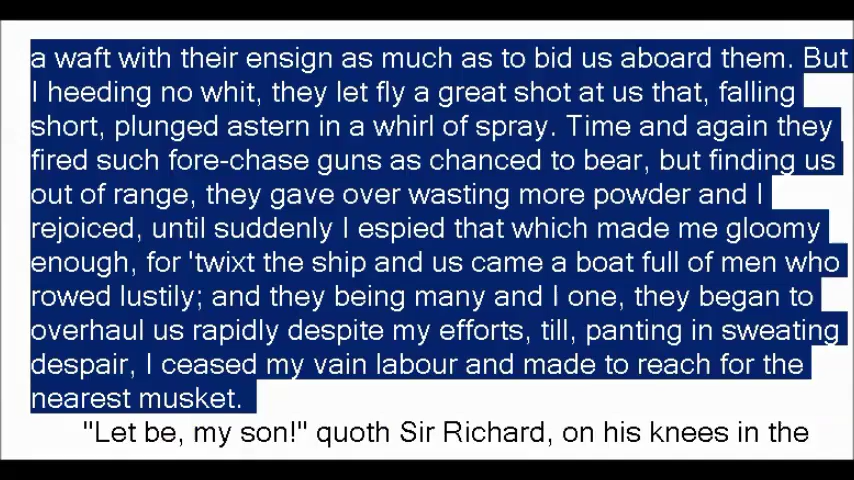 a waft with their ensign as much as to bid us aboard them. But
I heeding no whit, they let fly a great shot at us that, falling
short, plunged astern in a whirl of spray. Time and again they
fired such fore-chase guns as chanced to bear, but finding us
out of range, they gave over wasting more powder and I
rejoiced, until suddenly I espied that which made me gloomy
enough, for 'twixt the ship and us came a boat full of men who
rowed lustily; and they being many and I one, they began to
overhaul us rapidly despite my efforts, till, panting in sweating
despair, I ceased my vain labour and made to reach for the
nearest musket.
"Let be, my son!" quoth Sir Richard, on his knees in the